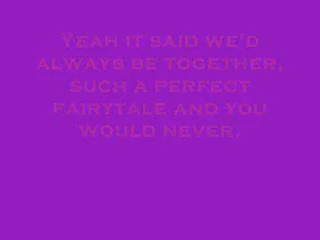 Yeah it said we'd
always be together,
such a perfect
fairytale and you
would never.